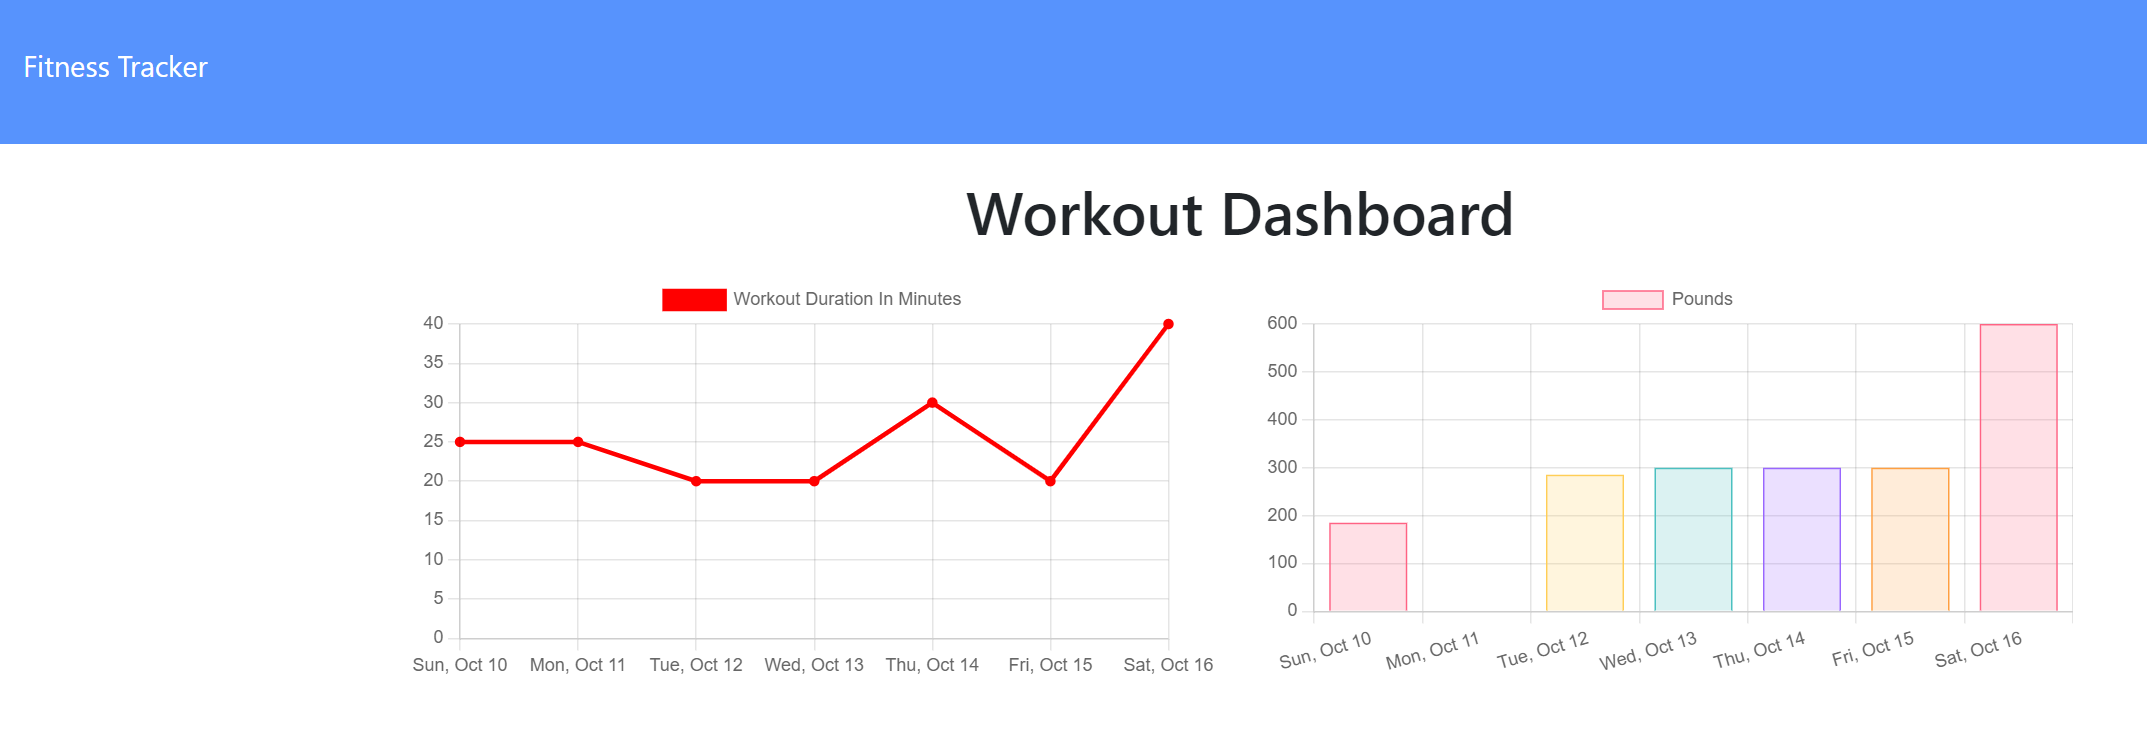 Fitness Tracker
Workout Dashboard
Workout Duration In Minutes
40
35
30
25
20
15
10
5
0
Sun, Oct 10 Mon, Oct 11 Tue, Oct 12 Wed, Oct 13 Thu, Oct 14 Fri, Oct 15 Sat, Oct 16
Pounds
600
500
400
300
200
100
0
Sun, Oct 10 Mon, Oct 11 Tue, Oct 12 Wed, Oct 13 Thu, Oct 14 Fri, Oct 15 Sat, Oct 16